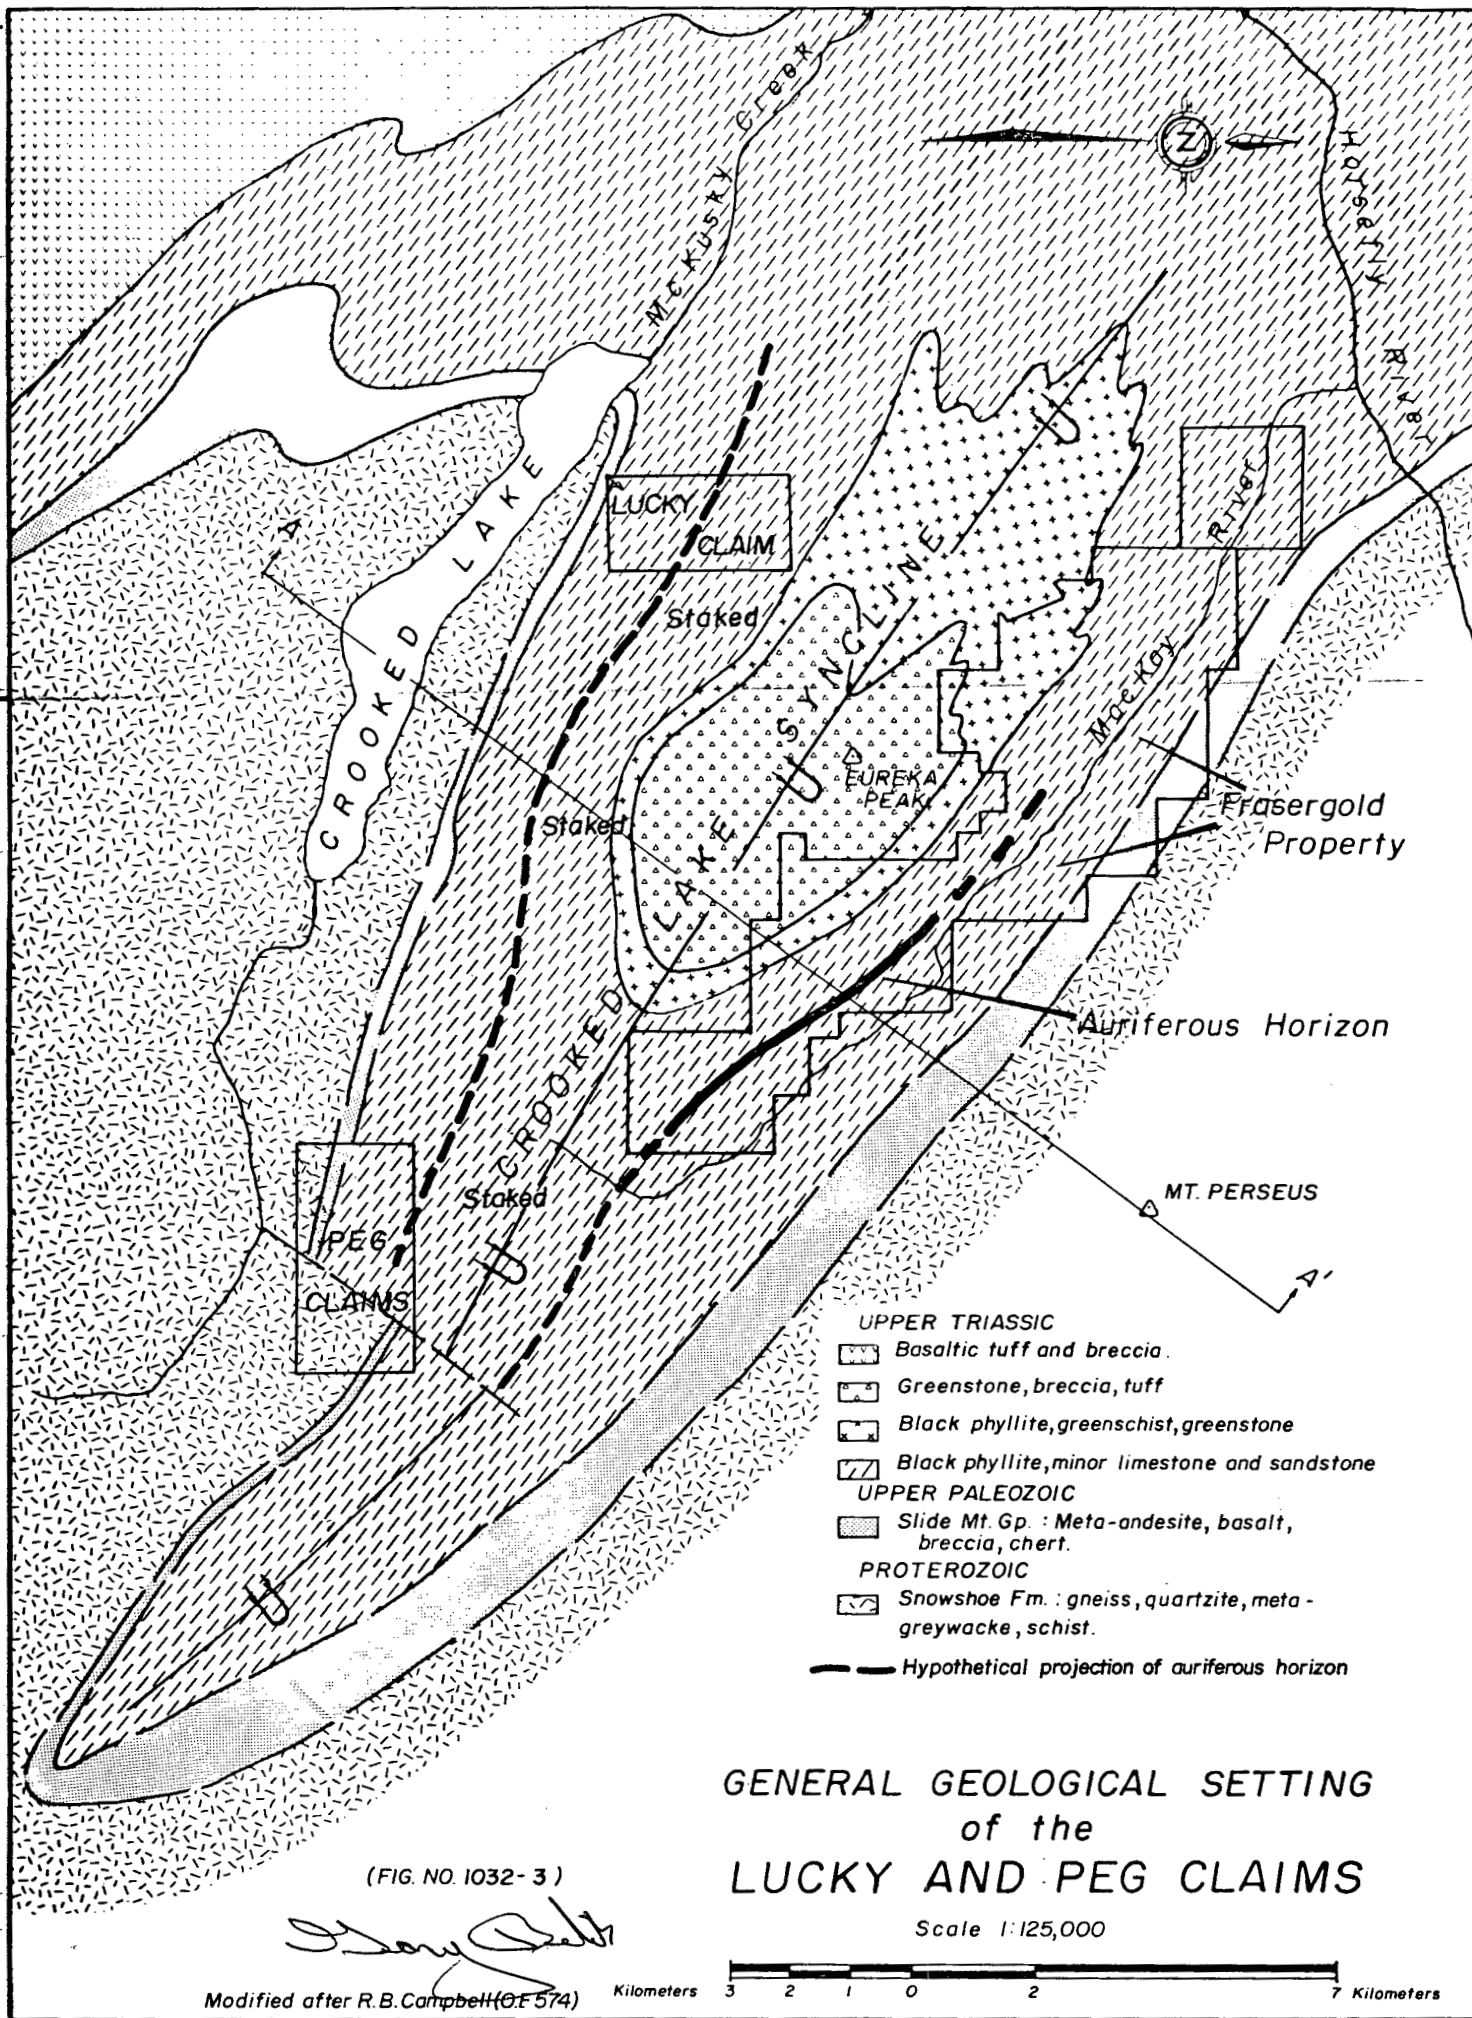 McKusky Creek
Z
Horsefly River
CROOKED LAKE
A
LUCKY
CLAIM
Staked
River
Mac Kay
CROOKED LAKE SYNCLINE
EUREKA
PEAK
Staked
Frasergold
Property
Auriferous Horizon
Staked
MT. PERSEUS
A'
PEG
CLAIMS
UPPER TRIASSIC
Basaltic tuff and breccia.
Greenstone, breccia, tuff
Black phyllite, greenschist, greenstone
Black phyllite, minor limestone and sandstone
UPPER PALEOZOIC
Slide Mt. Gp. : Meta-andesite, basalt,
breccia, chert.
PROTEROZOIC
Snowshoe Fm. : gneiss, quartzite, meta-
greywacke, schist.
Hypothetical projection of auriferous horizon
GENERAL GEOLOGICAL SETTING
of the
LUCKY AND PEG CLAIMS
(FIG. NO. 1032-3)
Scale 1:125,000
Kilometers 3 2 1 0 2 7 Kilometers
Modified after R.B. Campbell (O.F 574)